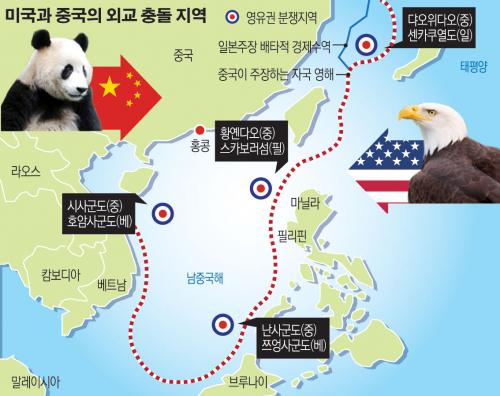 미국과 중국의 외교 충돌 지역
영유권 분쟁지역
일본주장 배타적 경제수역
중국이 주장하는 자국 영해
댜오위다오(중)
센카쿠열도(일)
태평양
중국
홍콩
황옌다오(중)
스카보러섬(필)
라오스
시사군도(중)
호앙사군도(베)
마닐라
필리핀
캄보디아
베트남
남중국해
난사군도(중)
쯔엉사군도(베)
말레이시아
브루나이